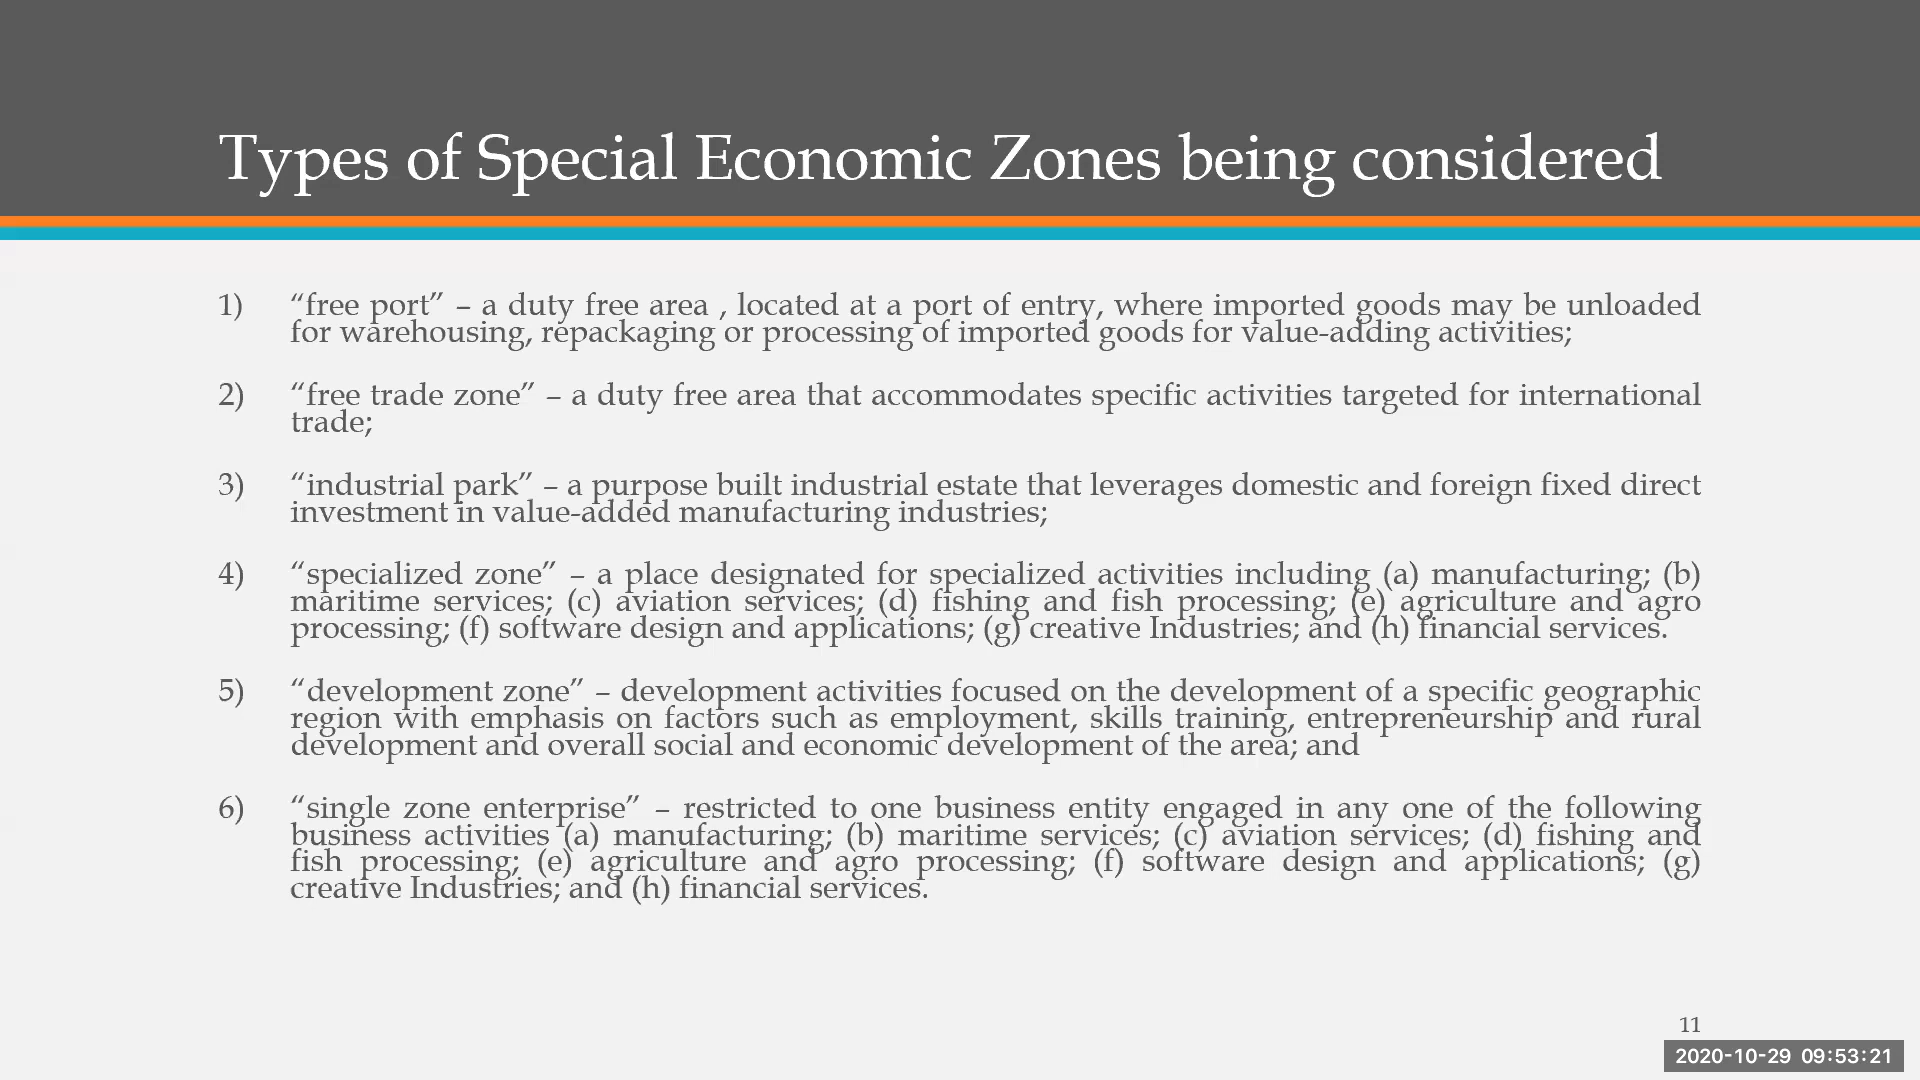 Types of Special Economic Zones being considered
1) “free port” – a duty free area , located at a port of entry, where imported goods may be unloaded
for warehousing, repackaging or processing of imported goods for value-adding activities;
2) “free trade zone” – a duty free area that accommodates specific activities targeted for international
trade;
3) “industrial park” – a purpose built industrial estate that leverages domestic and foreign fixed direct
investment in value-added manufacturing industries;
4) “specialized zone” – a place designated for specialized activities including (a) manufacturing; (b)
maritime services; (c) aviation services; (d) fishing and fish processing; (e) agriculture and agro
processing; (f) software design and applications; (g) creative Industries; and (h) financial services.
5) “development zone” – development activities focused on the development of a specific geographic
region with emphasis on factors such as employment, skills training, entrepreneurship and rural
development and overall social and economic development of the area; and
6) “single zone enterprise” – restricted to one business entity engaged in any one of the following
business activities (a) manufacturing; (b) maritime services; (c) aviation services; (d) fishing and
fish processing; (e) agriculture and agro processing; (f) software design and applications; (g)
creative Industries; and (h) financial services.
11
2020-10-29 09:53:21